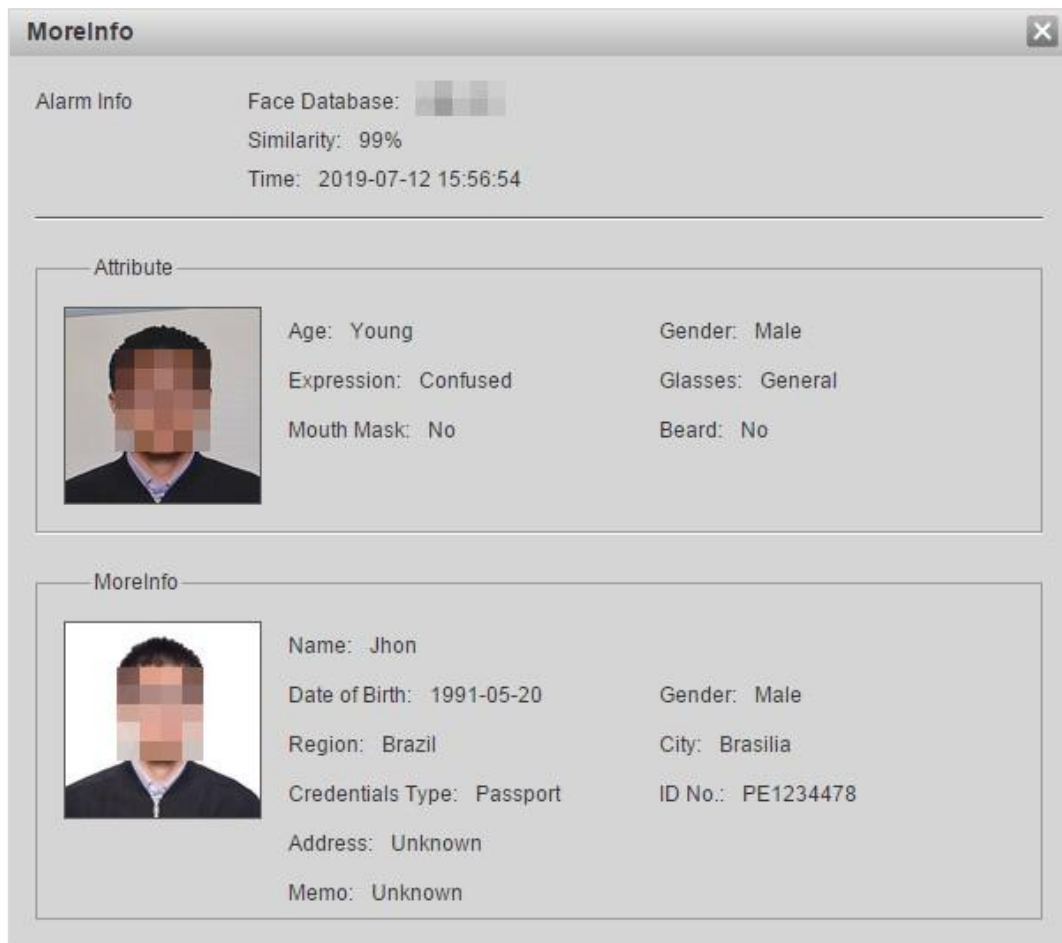 MoreInfo
Alarm Info Face Database:
Similarity: 99%
Time: 2019-07-12 15:56:54
Attribute
Age: Young Gender: Male
Expression: Confused Glasses: General
Mouth Mask: No Beard: No
MoreInfo
Name: Jhon
Date of Birth: 1991-05-20 Gender: Male
Region: Brazil City: Brasilia
Credentials Type: Passport ID No.: PE1234478
Address: Unknown
Memo: Unknown